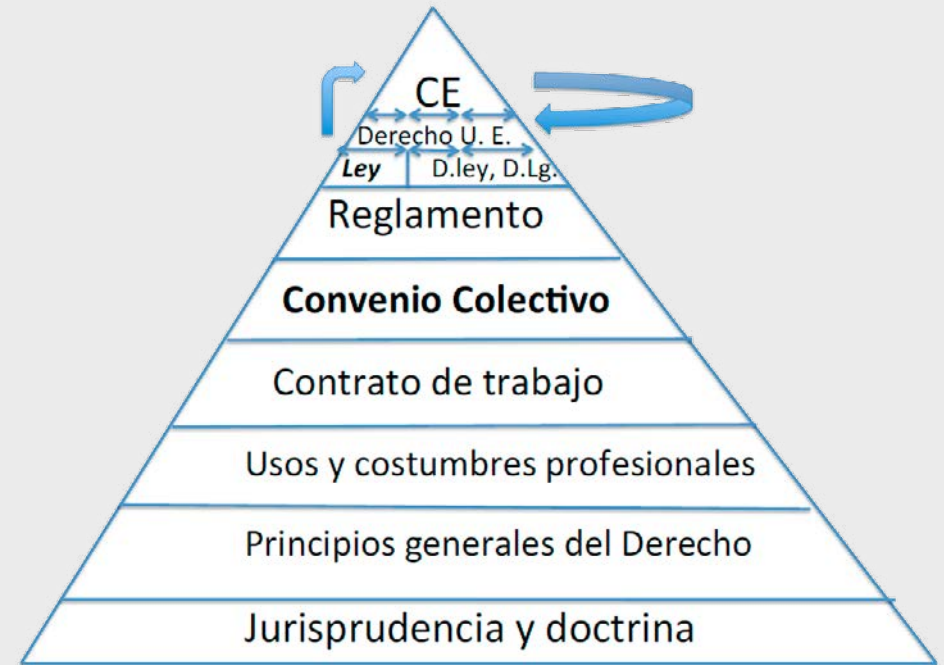 CE
Derecho U. E.
Ley D.ley, D.Lg.
Reglamento
Convenio Colectivo
Contrato de trabajo
Usos y costumbres profesionales
Principios generales del Derecho
Jurisprudencia y doctrina